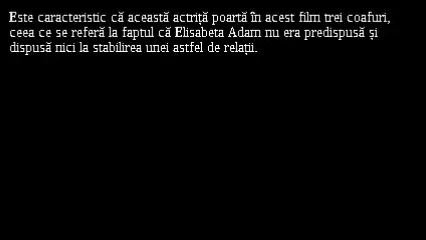 Este caracteristic că această actriță poartă în acest film trei coafuri,
ceea ce se referă la faptul că Elisabeta Adam nu era predispusă și
dispusă nici la stabilirea unei astfel de relații.